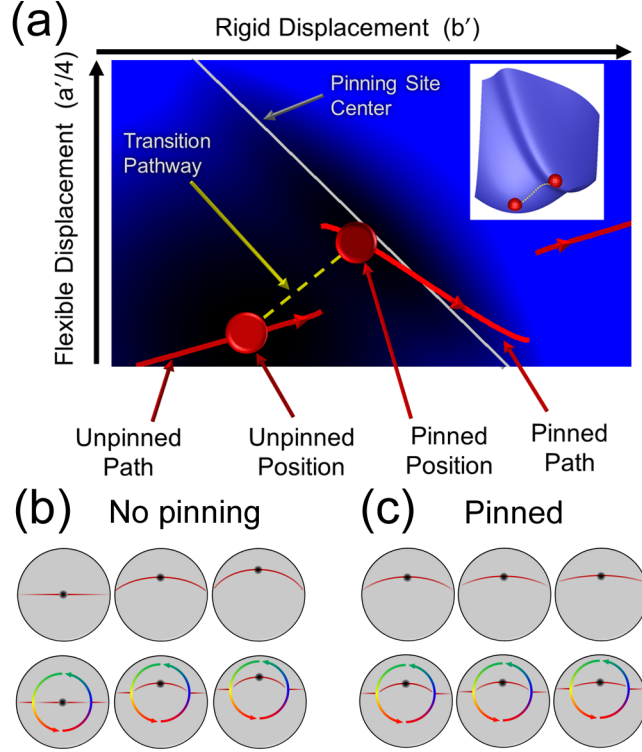 (a)
Rigid Displacement (b′)
Flexible Displacement (a′/4)
Pinning Site
Center
Transition
Pathway
Unpinned
Path
Unpinned
Position
Pinned
Position
Pinned
Path
(b) No pinning
(c) Pinned